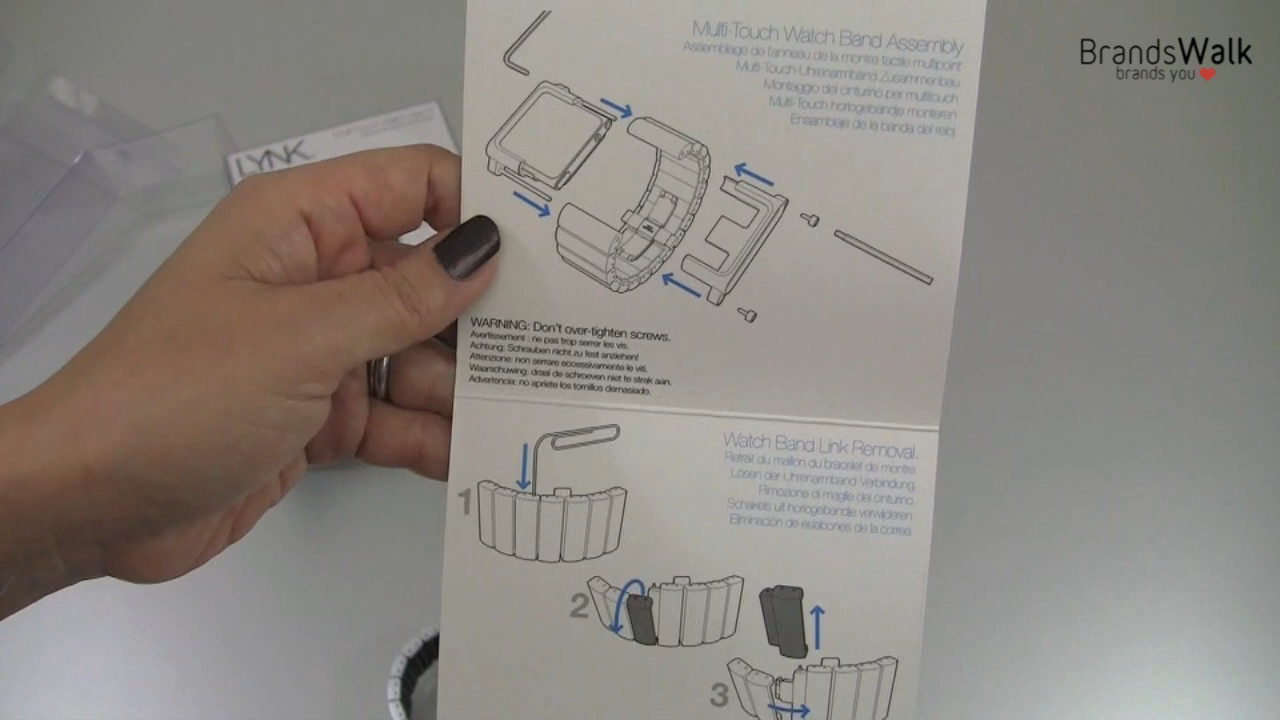 BrandsWalk
brands you
LYNK
Multi-Touch Watch Band Assembly
Assemblage de l'anneau de la montre tactile multipoint
Multi-Touch-Uhrenarmband Zusammenbau
Montaggio del cinturino per multitouch
Multi-Touch horlogebandje monteren
Ensamblaje de la banda del reloj
WARNING: Don't over-tighten screws.
Avertissement : ne pas trop serrer les vis.
Achtung: Schrauben nicht zu fest anziehen!
Attenzione: non serrare eccessivamente le viti.
Waarschuwing: draai de schroeven niet te strak aan.
Advertencia: no apriete los tornillos demasiado.
Watch Band Link Removal.
Retrait du maillon du bracelet de montre.
Lösen der Uhrenarmband Verbindung.
Rimozione di maglie del cinturino
Schakels uit horlogebandje verwijderen
Eliminación de eslabones de la correa.
1
2
3